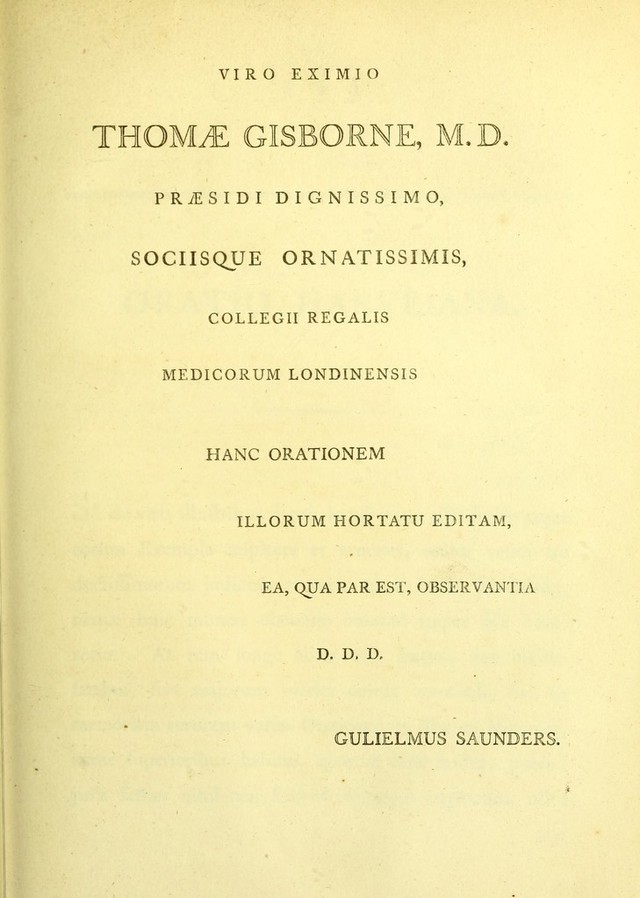 VIRO EXIMIO
THOMÆ GISBORNE, M.D.
PRÆSIDI DIGNISSIMO,
SOCIISQUE ORNATISSIMIS,
COLLEGII REGALIS
MEDICORUM LONDINENSIS
HANC ORATIONEM
ILLORUM HORTATU EDITAM,
EA, QUA PAR EST, OBSERVANTIA
D. D. D.
GULIELMUS SAUNDERS.